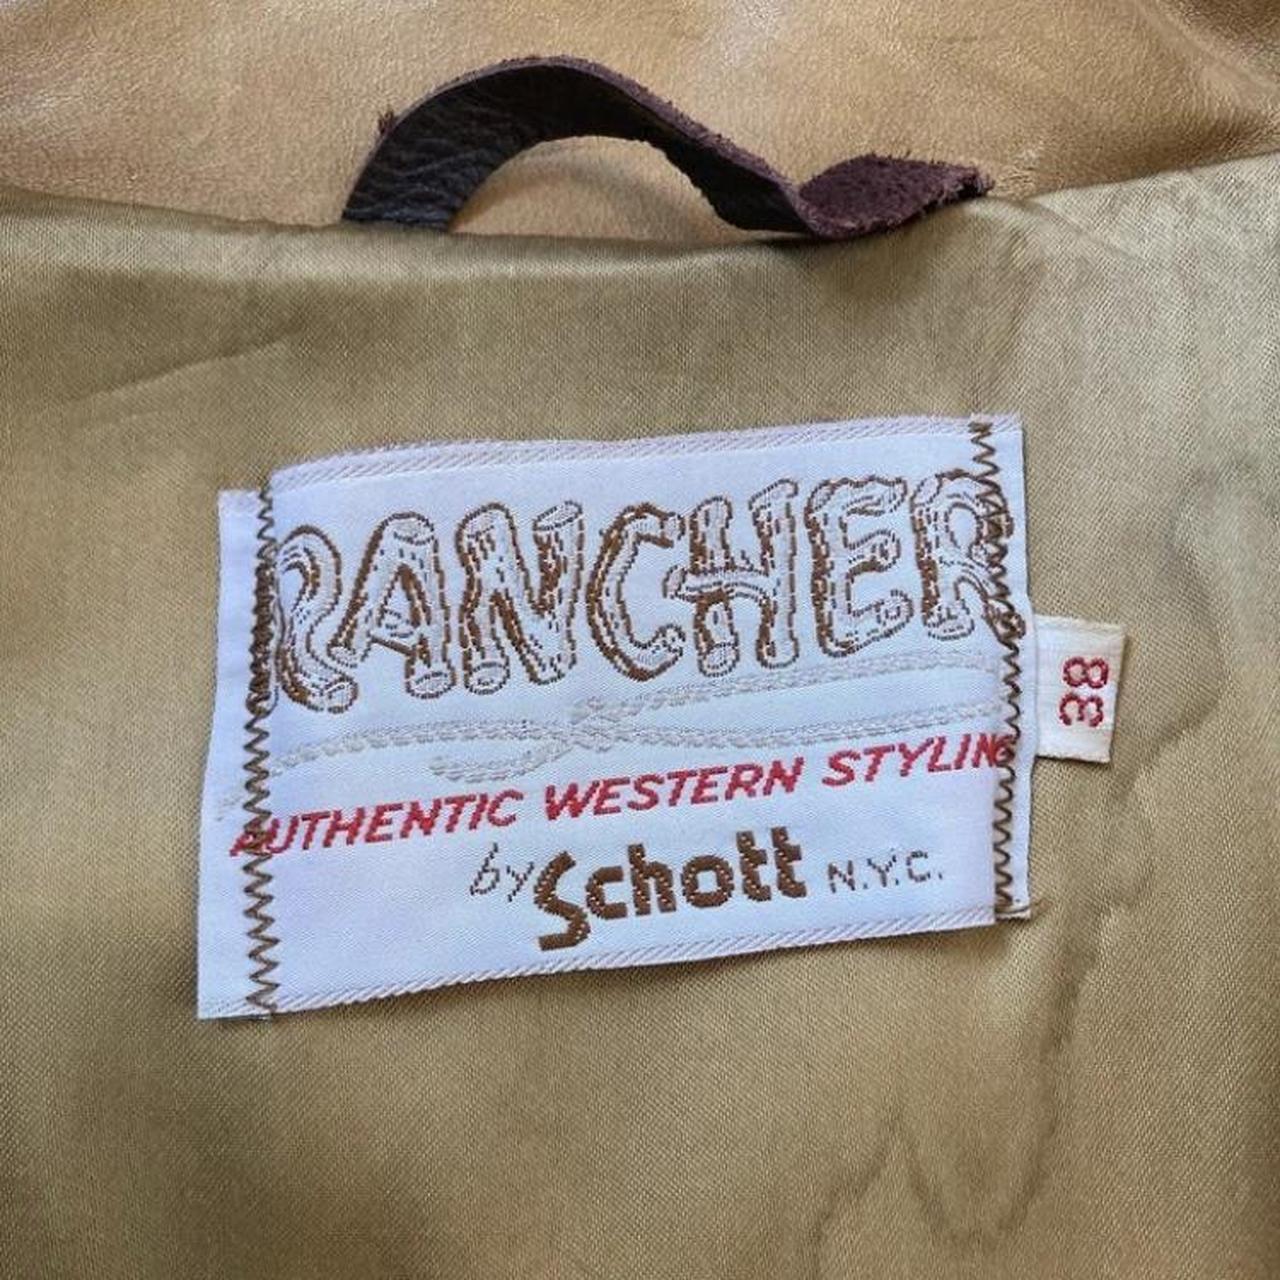 RANCHER
AUTHENTIC WESTERN STYLING
by Schott N.Y.C.
38